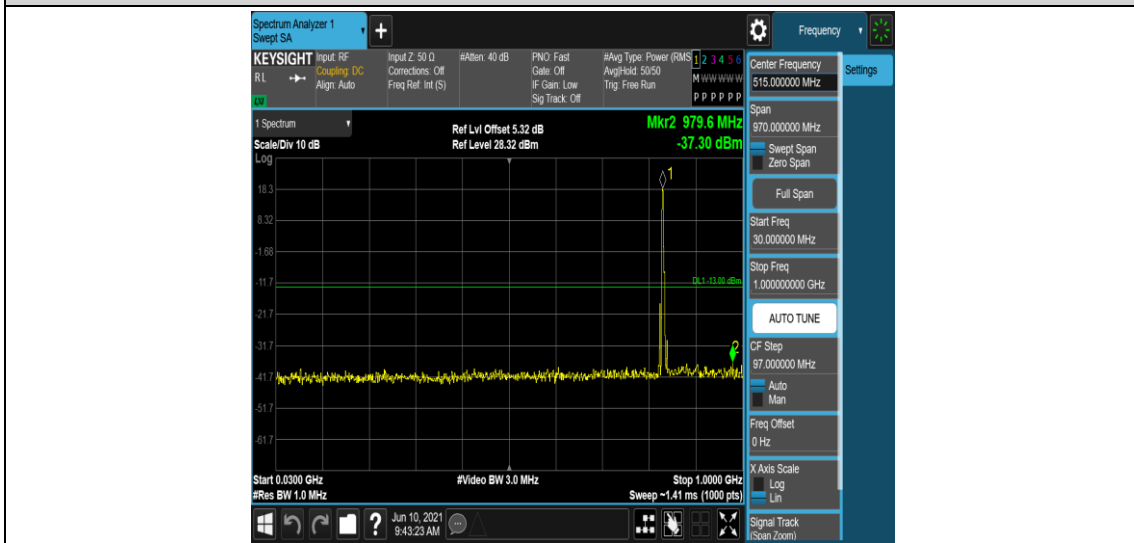 Spectrum Analyzer 1
Swept SA
+
Frequency
KEYSIGHT
RL
Input: RF
Coupling: DC
Align: Auto
Input Z: 50 Ω
Corrections: Off
Freq Ref: Int (S)
#Atten: 40 dB
PNO: Fast
Gate: Off
IF Gain: Low
Sig Track: Off
#Avg Type: Power (RMS
Avg|Hold: 50/50
Trig: Free Run
1 2 3 4 5 6
M W W W W W
P P P P P P
1 Spectrum
Scale/Div 10 dB
Ref Lvl Offset 5.32 dB
Ref Level 28.32 dBm
Mkr2 979.6 MHz
-37.30 dBm
Log
1
18.3
8.32
-1.68
-11.7
DL1 -13.00 dBm
-21.7
-31.7
2
-41.7
-51.7
-61.7
Start 0.0300 GHz
#Res BW 1.0 MHz
#Video BW 3.0 MHz
Stop 1.0000 GHz
Sweep ~1.41 ms (1000 pts)
Center Frequency
515.000000 MHz
Settings
Span
970.000000 MHz
Swept Span
Zero Span
Full Span
Start Freq
30.000000 MHz
Stop Freq
1.000000000 GHz
AUTO TUNE
CF Step
97.000000 MHz
Auto
Man
Freq Offset
0 Hz
X Axis Scale
Log
Lin
Signal Track
(Span Zoom)
?
Jun 10, 2021
9:43:23 AM